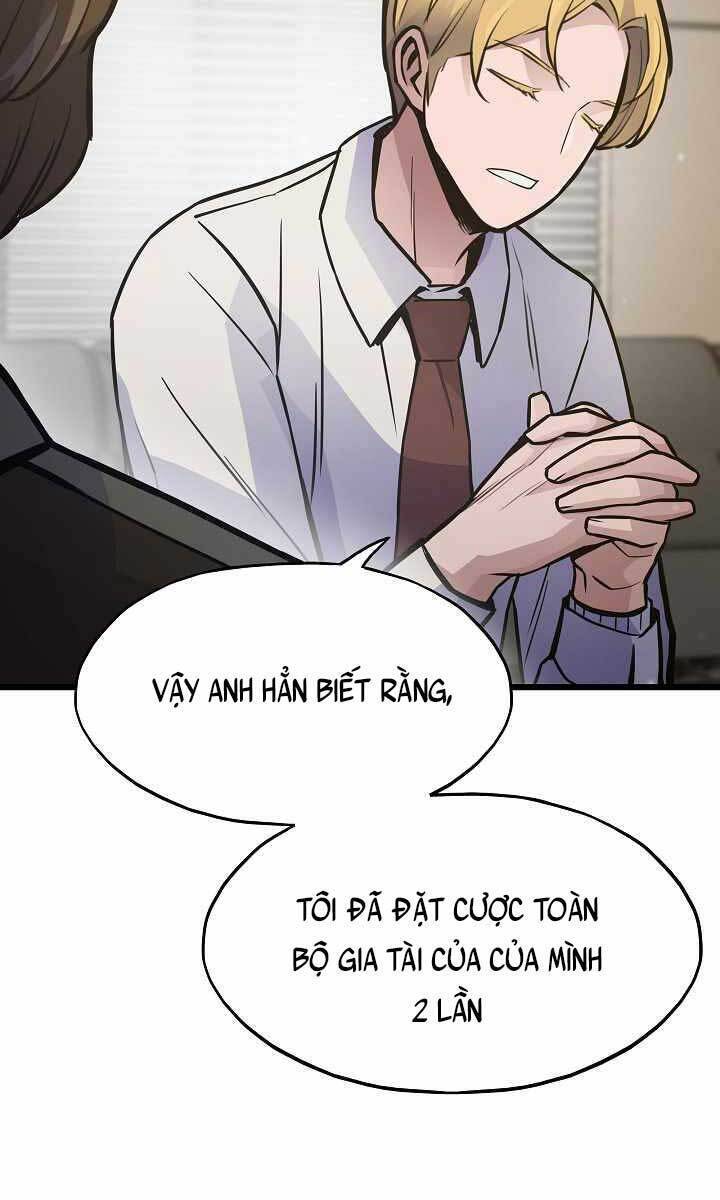 VẬY ANH HẲN BIẾT RẰNG,
TÔI ĐÃ ĐẶT CƯỢC TOÀN
BỘ GIA TÀI CỦA CỦA MÌNH
2 LẦN